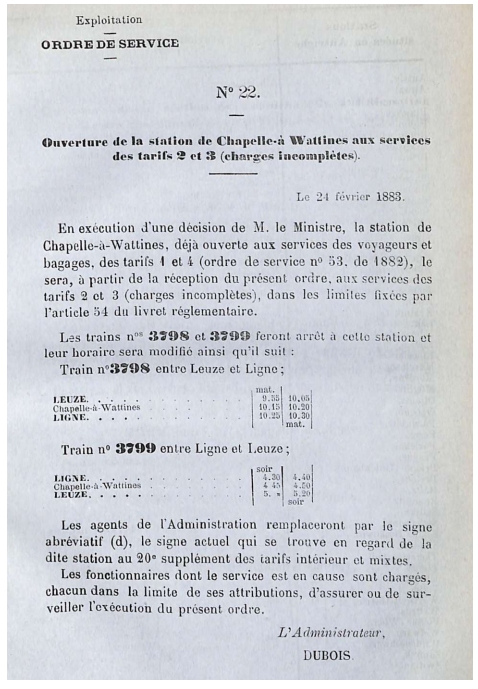 Exploitation
ORDRE DE SERVICE
N° 22.
Ouverture de la station de Chapelle-à Wattines aux services
des tarifs 2 et 3 (charges incomplètes).
Le 24 février 1883.
En exécution d'une décision de M. le Ministre, la station de
Chapelle-à-Wattines, déjà ouverte aux services des voyageurs et
bagages, des tarifs 1 et 4 (ordre de service n° 53. de 1882), le
sera, à partir de la réception du présent ordre, aux services des
tarifs 2 et 3 (charges incomplètes), dans les limites fixées par
l'article 54 du livret réglementaire.
Les trains nos 3798 et 3799 feront arrêt à cette station et
leur horaire sera modifié ainsi qu'il suit :
Train n° 3798 entre Leuze et Ligne ;
mat.
LEUZE. . . . . . 9.55 10.05
Chapelle-à-Wattines . . . . . . 10.15 10.20
LIGNE. . . . . . 10.25 10.30
mat.
Train n° 3799 entre Ligne et Leuze ;
soir
LIGNE. . . . . . 4.30 4.40
Chapelle-à-Wattines . . . . . . 4 45 4.50
LEUZE. . . . . . 5. » 5.20
soir
Les agents de l'Administration remplaceront par le signe
abréviatif (d), le signe actuel qui se trouve en regard de la
dite station au 20e supplément des tarifs intérieur et mixtes.
Les fonctionnaires dont le service est en cause sont chargés,
chacun dans la limite de ses attributions, d'assurer ou de sur-
veiller l'exécution du présent ordre.
L'Administrateur,
DUBOIS.